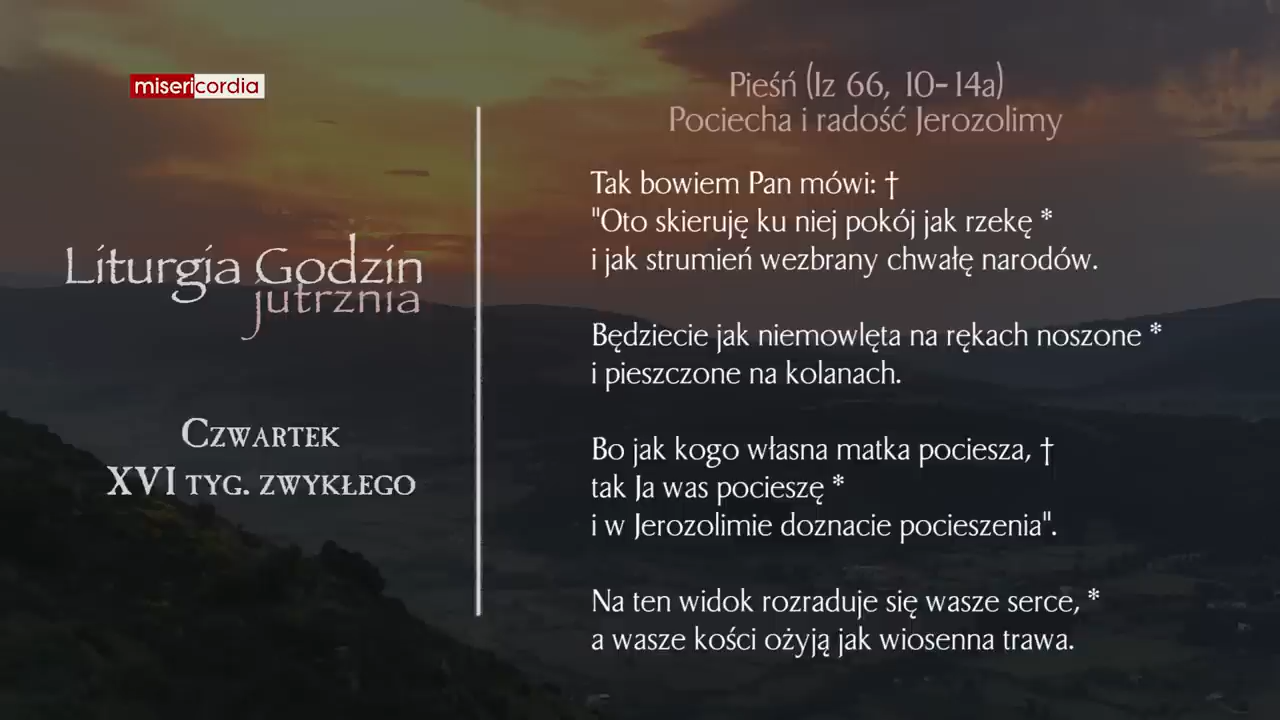 misericordia
Liturgia Godzin
jutrznia
Czwartek
XVI tyg. zwykłego
Pieśń (Iz 66, 10-14a)
Pociecha i radość Jerozolimy
Tak bowiem Pan mówi: †
"Oto skieruję ku niej pokój jak rzekę *
i jak strumień wezbrany chwałę narodów.
Będziecie jak niemowlęta na rękach noszone *
i pieszczone na kolanach.
Bo jak kogo własna matka pociesza, †
tak Ja was pocieszę *
i w Jerozolimie doznacie pocieszenia".
Na ten widok rozraduje się wasze serce, *
a wasze kości ożyją jak wiosenna trawa.